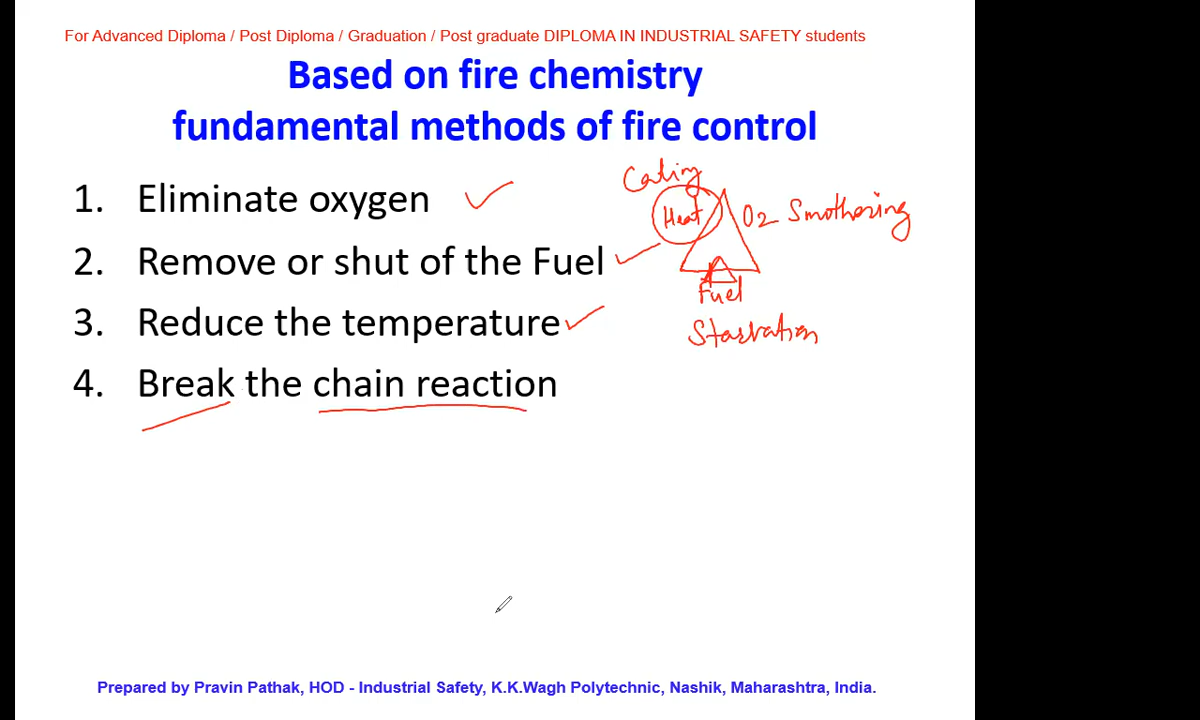 For Advanced Diploma / Post Diploma / Graduation / Post graduate DIPLOMA IN INDUSTRIAL SAFETY students
Based on fire chemistry
fundamental methods of fire control
1. Eliminate oxygen
2. Remove or shut of the Fuel
3. Reduce the temperature
4. Break the chain reaction
Heat
O2 Smothering
Fuel
Starvation
Prepared by Pravin Pathak, HOD - Industrial Safety, K.K.Wagh Polytechnic, Nashik, Maharashtra, India.